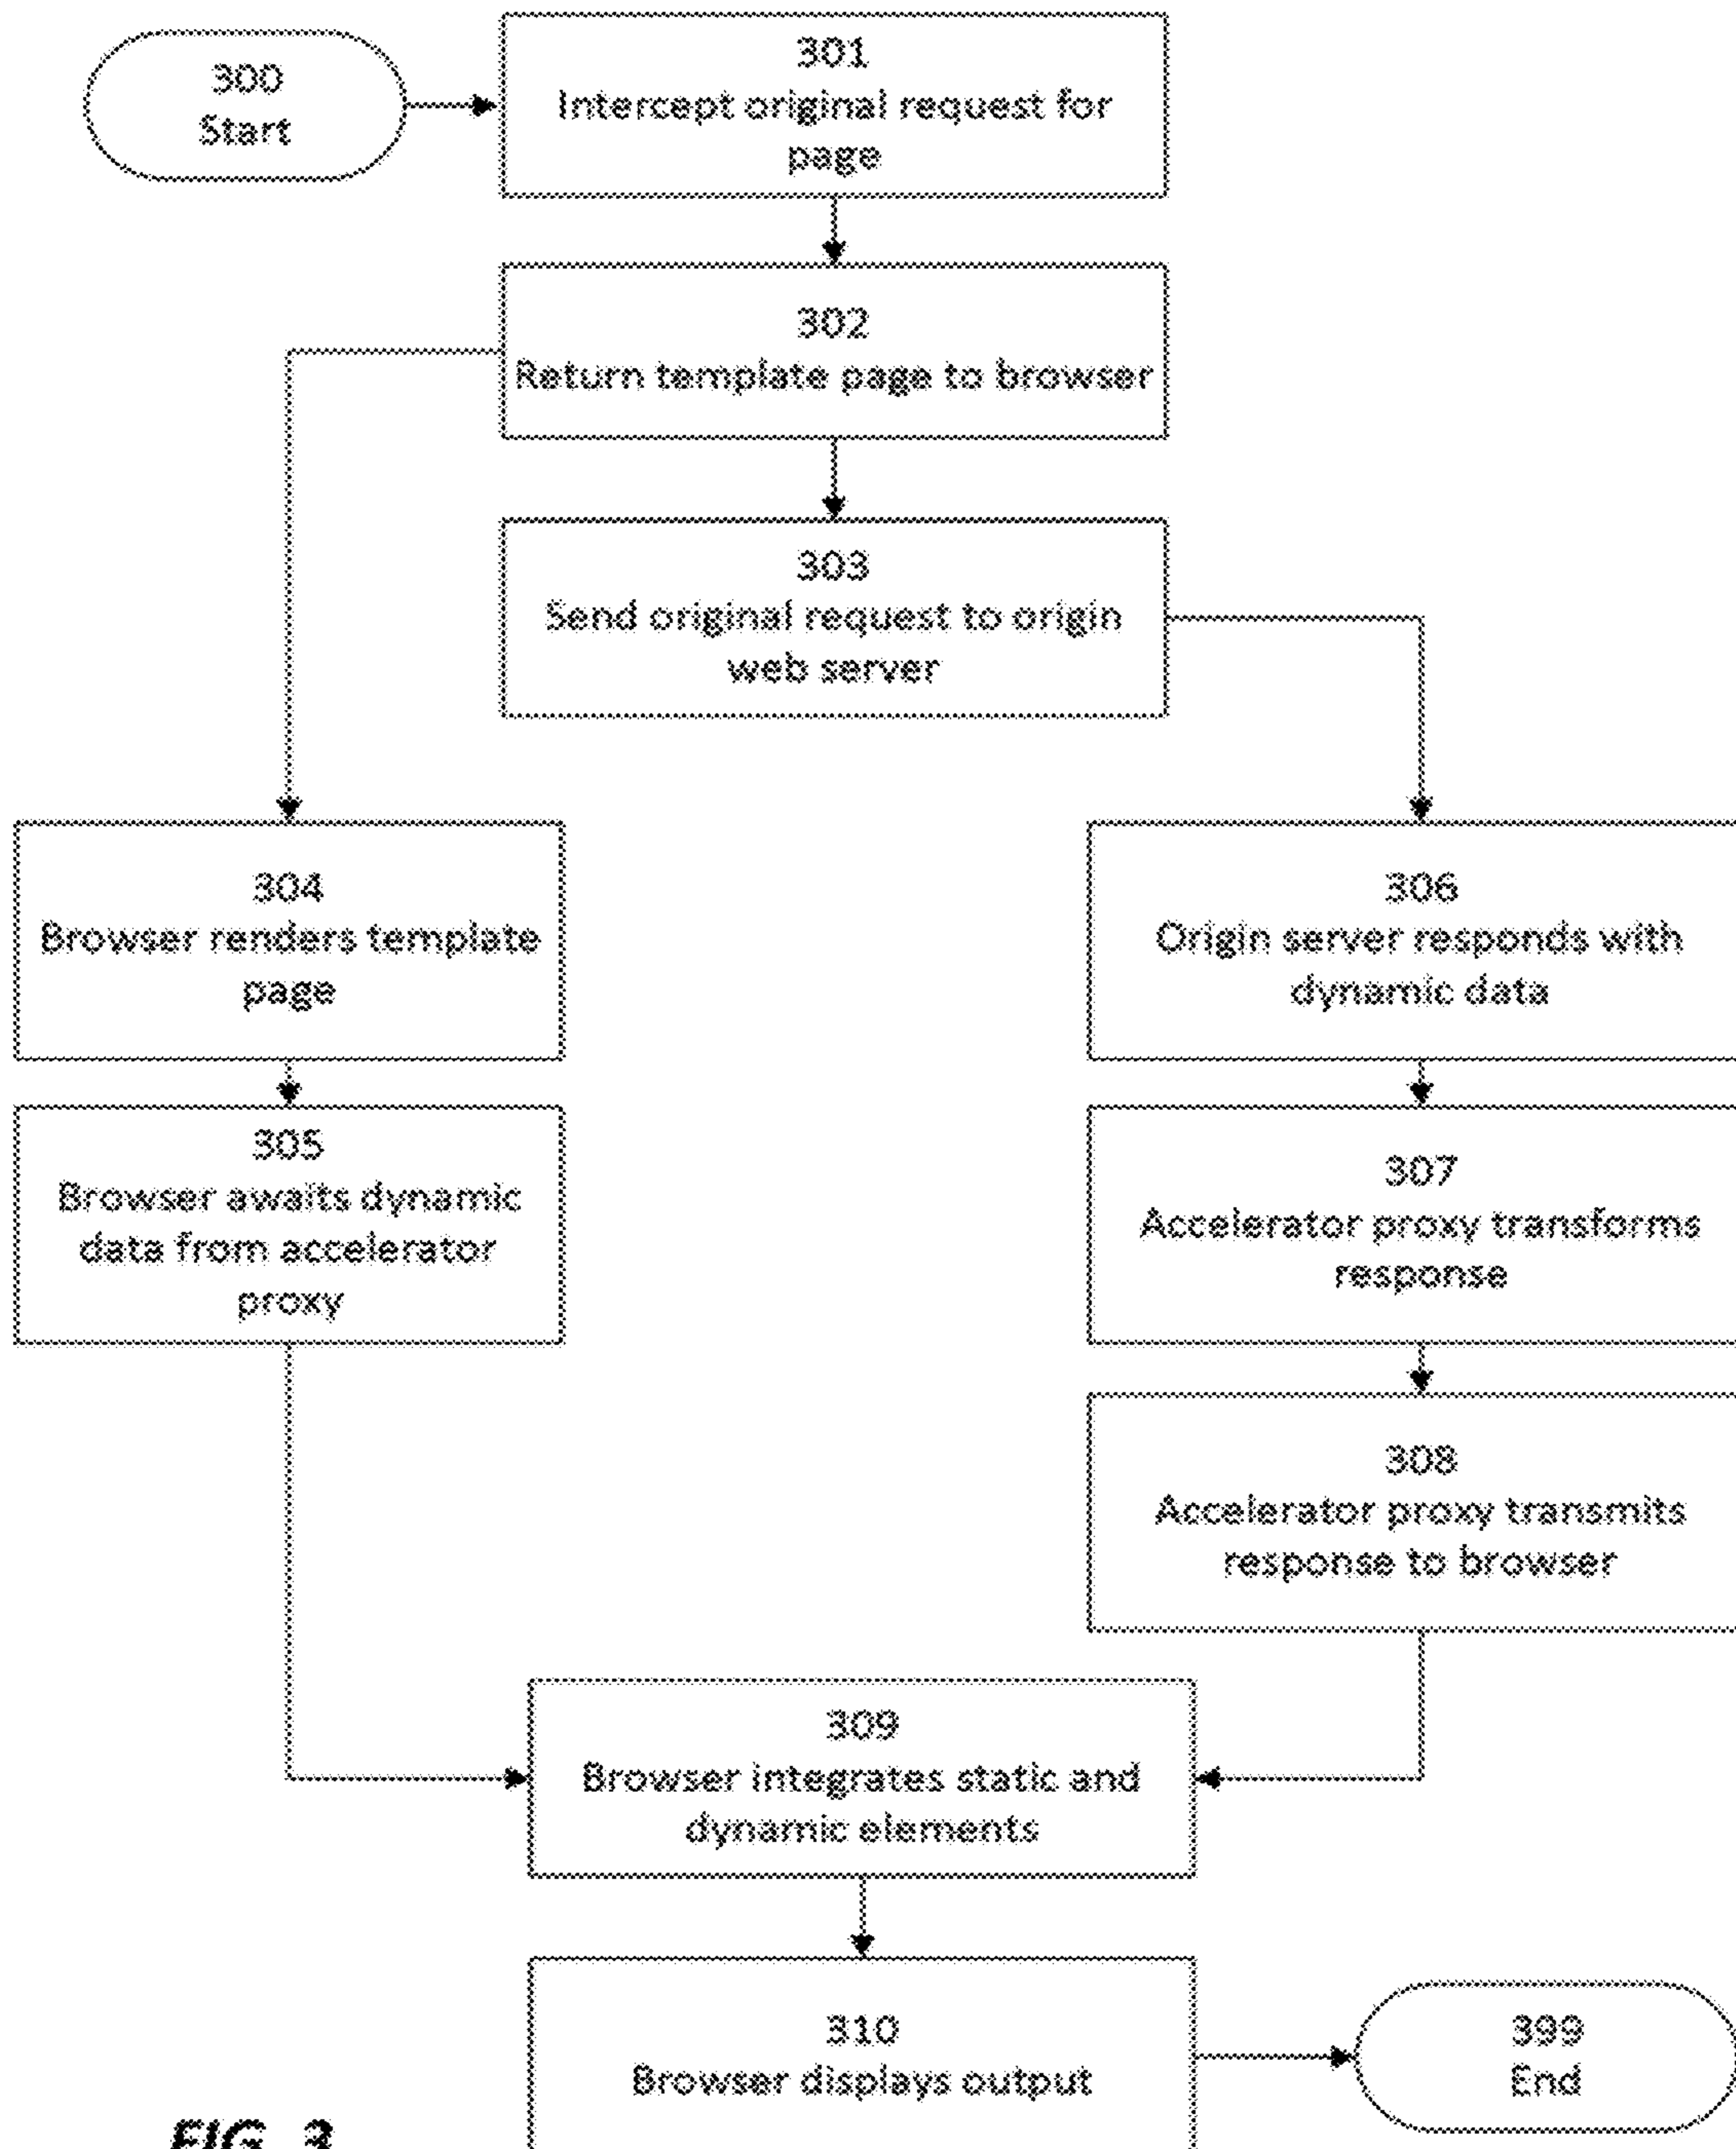 300
Start
301
Intercept original request for
page
302
Return template page to browser
303
Send original request to origin
web server
304
Browser renders template
page
306
Origin server responds with
dynamic data
305
Browser awaits dynamic
data from accelerator
proxy
307
Accelerator proxy transforms
response
308
Accelerator proxy transmits
response to browser
309
Browser integrates static and
dynamic elements
310
Browser displays output
399
End
FIG. 3